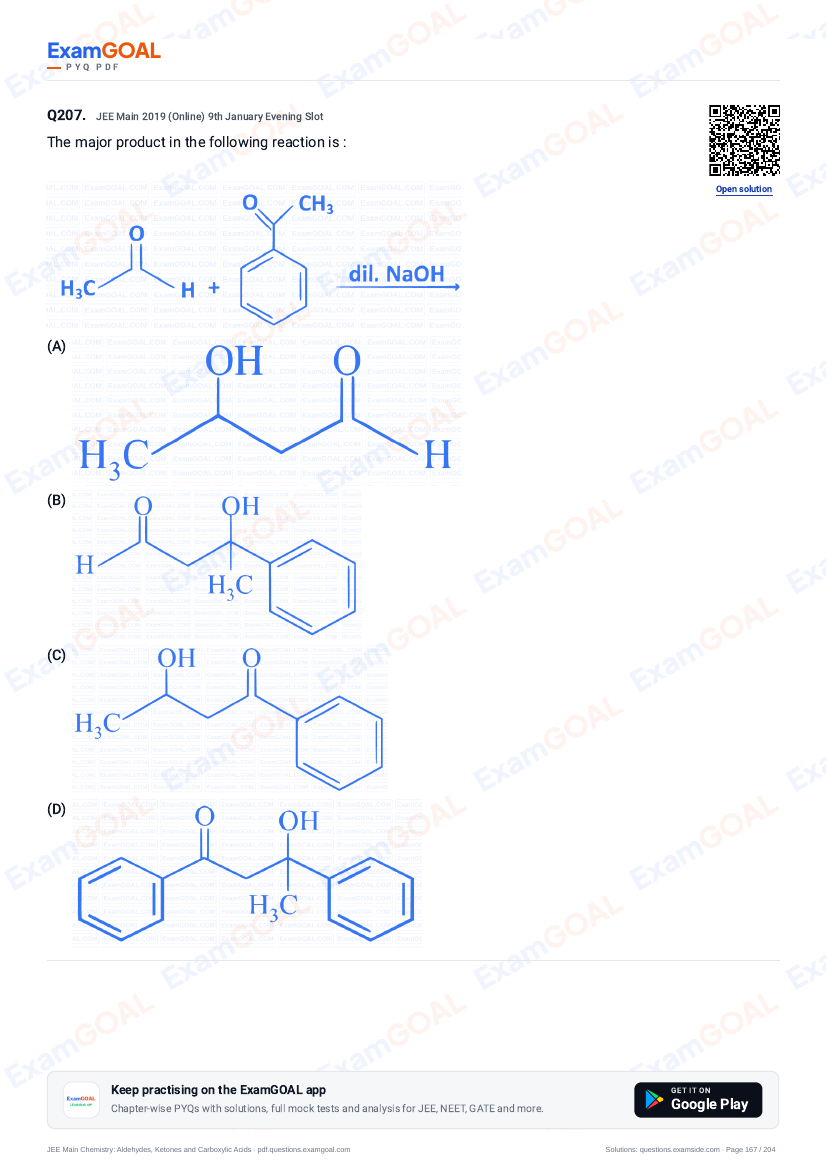 ExamGOAL
PYQ PDF
Q207. JEE Main 2019 (Online) 9th January Evening Slot
The major product in the following reaction is :
Open solution
O
CH3
O
H3C
H
+
dil. NaOH
(A)
OH
O
H3C
H
(B)
O
OH
H
H3C
(C)
OH
O
H3C
(D)
O
OH
H3C
ExamGOAL
Keep practising on the ExamGOAL app
Chapter-wise PYQs with solutions, full mock tests and analysis for JEE, NEET, GATE and more.
GET IT ON
Google Play
JEE Main Chemistry: Aldehydes, Ketones and Carboxylic Acids · pdf.questions.examgoal.com
Solutions: questions.examside.com · Page 167 / 204